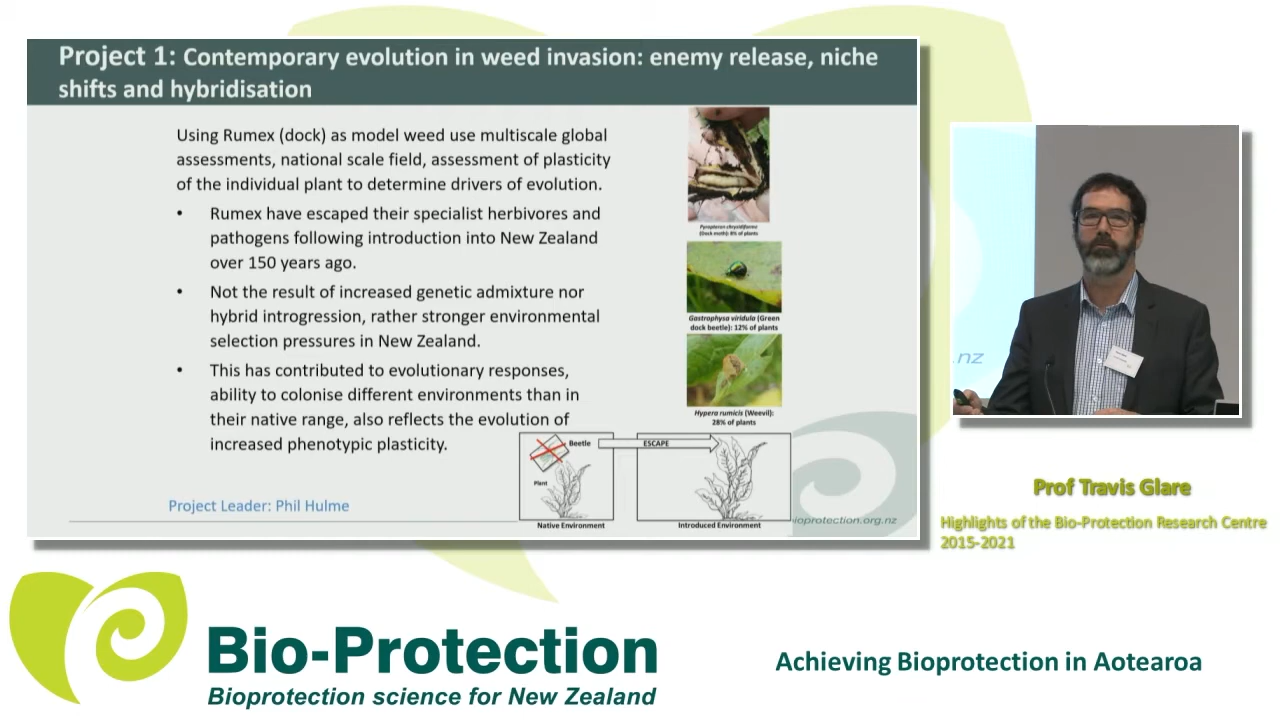 Project 1: Contemporary evolution in weed invasion: enemy release, niche
shifts and hybridisation
Using Rumex (dock) as model weed use multiscale global
assessments, national scale field, assessment of plasticity
of the individual plant to determine drivers of evolution.
• Rumex have escaped their specialist herbivores and
pathogens following introduction into New Zealand
over 150 years ago.
• Not the result of increased genetic admixture nor
hybrid introgression, rather stronger environmental
selection pressures in New Zealand.
• This has contributed to evolutionary responses,
ability to colonise different environments than in
their native range, also reflects the evolution of
increased phenotypic plasticity.
Project Leader: Phil Hulme
(Dock moth): 8% of plants
Gastrophysa viridula (Green
dock beetle): 12% of plants
Hypera rumicis (Weevil):
28% of plants
Beetle
ESCAPE
Plant
Native Environment
Introduced Environment
ioprotection.org.nz
.nz
Prof Travis Glare
Highlights of the Bio-Protection Research Centre
2015-2021
Bio-Protection
Bioprotection science for New Zealand
Achieving Bioprotection in Aotearoa